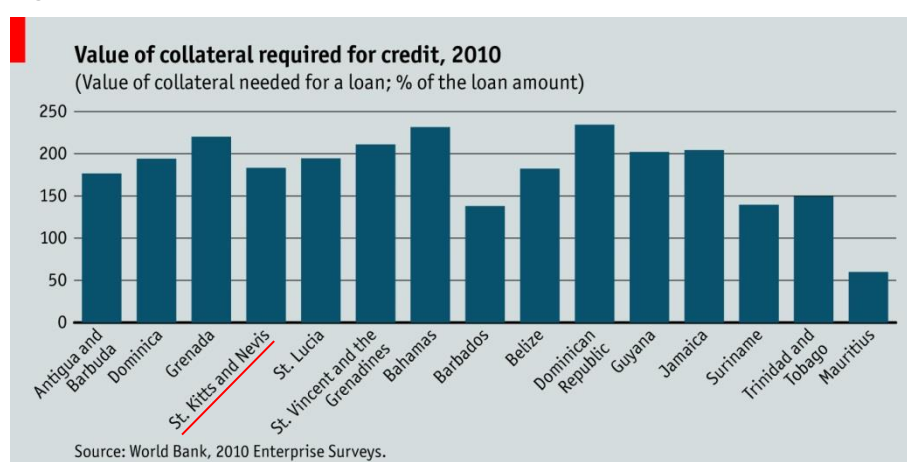 Value of collateral required for credit, 2010
(Value of collateral needed for a loan; % of the loan amount)
250
200
150
100
50
0
Antigua and
Barbuda
Dominica
Grenada
St. Kitts and Nevis
St. Lucia
St. Vincent and the
Grenadines
Bahamas
Barbados
Belize
Dominican
Republic
Guyana
Jamaica
Suriname
Trinidad and
Tobago
Mauritius
Source: World Bank, 2010 Enterprise Surveys.